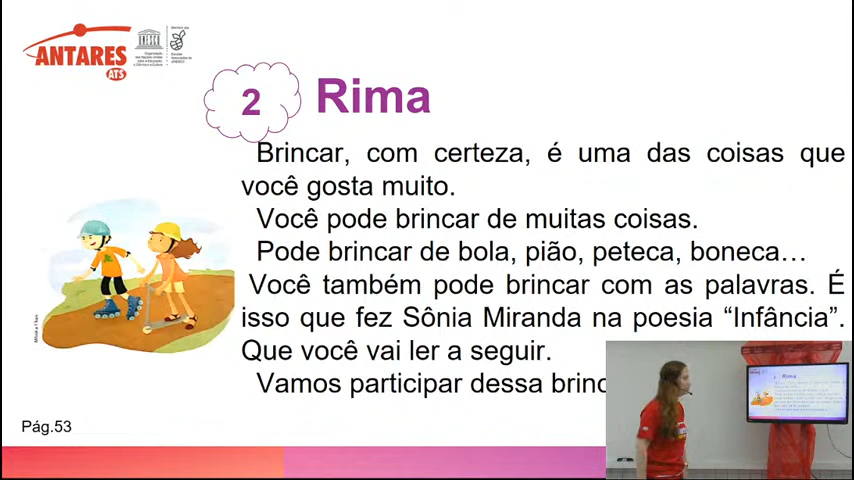 ANTARES
ATS
UNESCO
2
Rima
Brincar, com certeza, é uma das coisas que
você gosta muito.
Você pode brincar de muitas coisas.
Pode brincar de bola, pião, peteca, boneca…
Você também pode brincar com as palavras. É
isso que fez Sônia Miranda na poesia “Infância”.
Que você vai ler a seguir.
Vamos participar dessa brinc
Pág.53
Rima